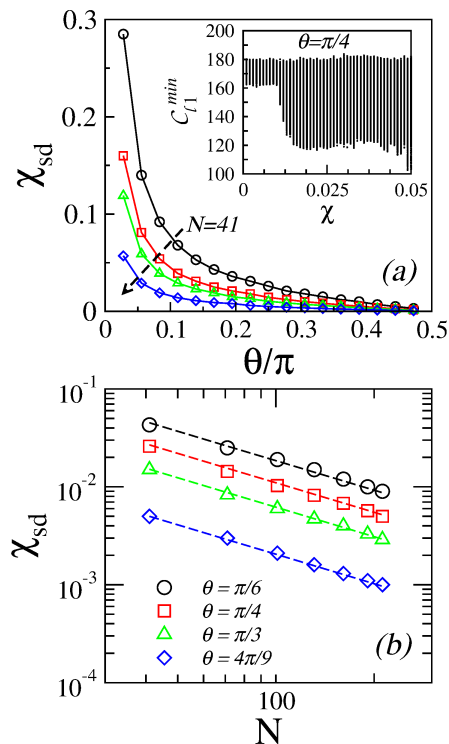 0.3
0.2
0.1
0
χsd
0 0.1 0.2 0.3 0.4 0.5
θ/π
N=41
(a)
θ=π/4
200
180
160
140
120
100
C_l1^min
0 0.025 0.05
χ
10^-1
10^-2
10^-3
10^-4
χsd
θ = π/6
θ = π/4
θ = π/3
θ = 4π/9
(b)
100
N